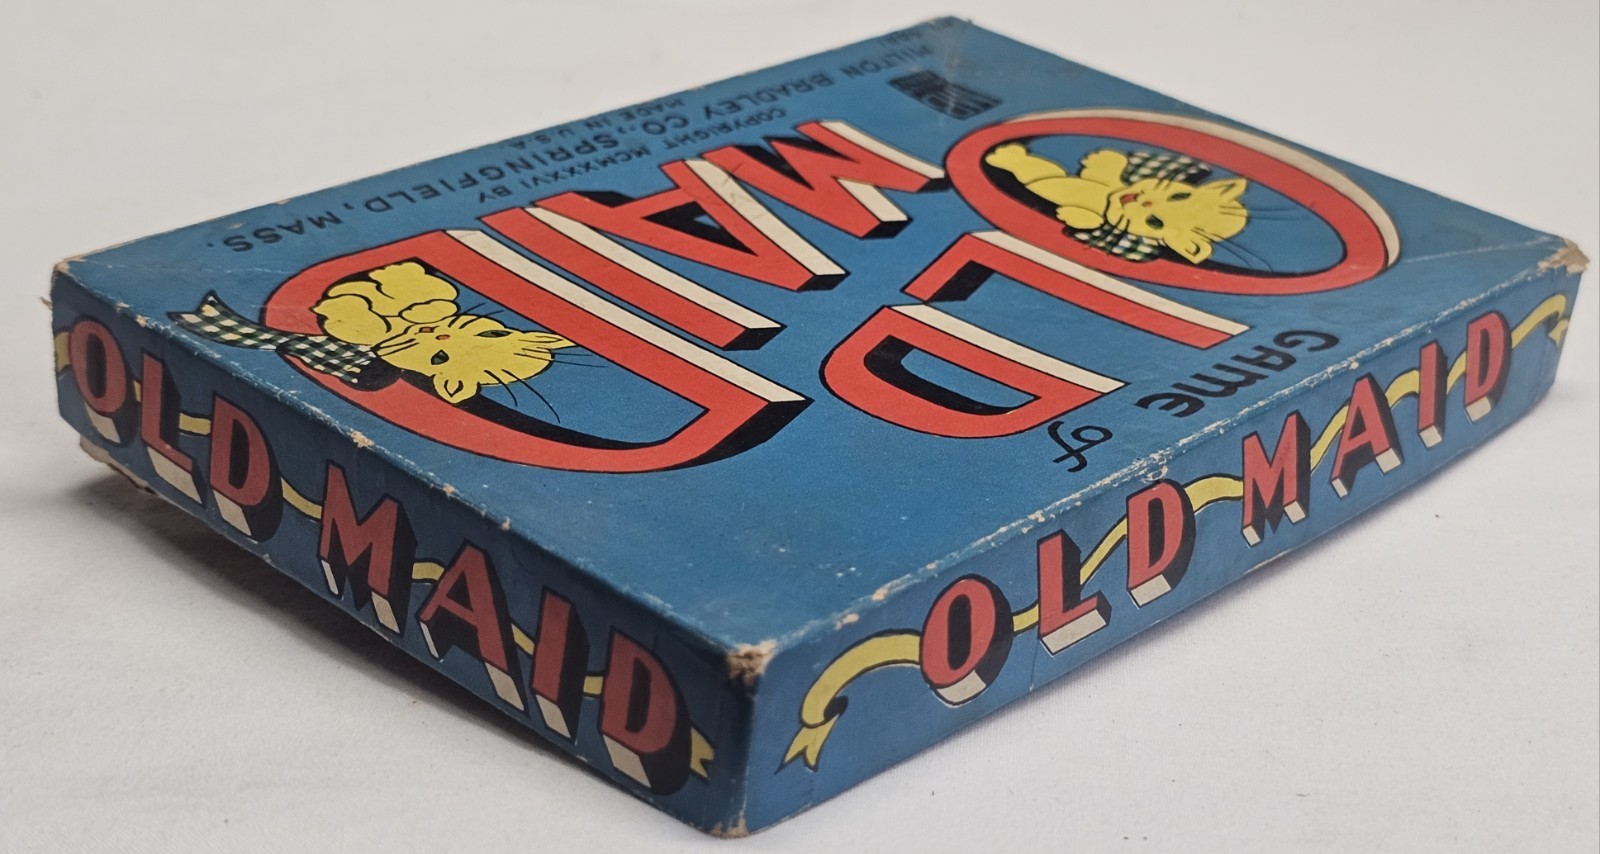 GAME
of
OLD
MAID
COPYRIGHT MCMXXXVI BY
MILTON BRADLEY CO., SPRINGFIELD, MASS.
MADE IN U.S.A.
OLD MAID
OLD MAID